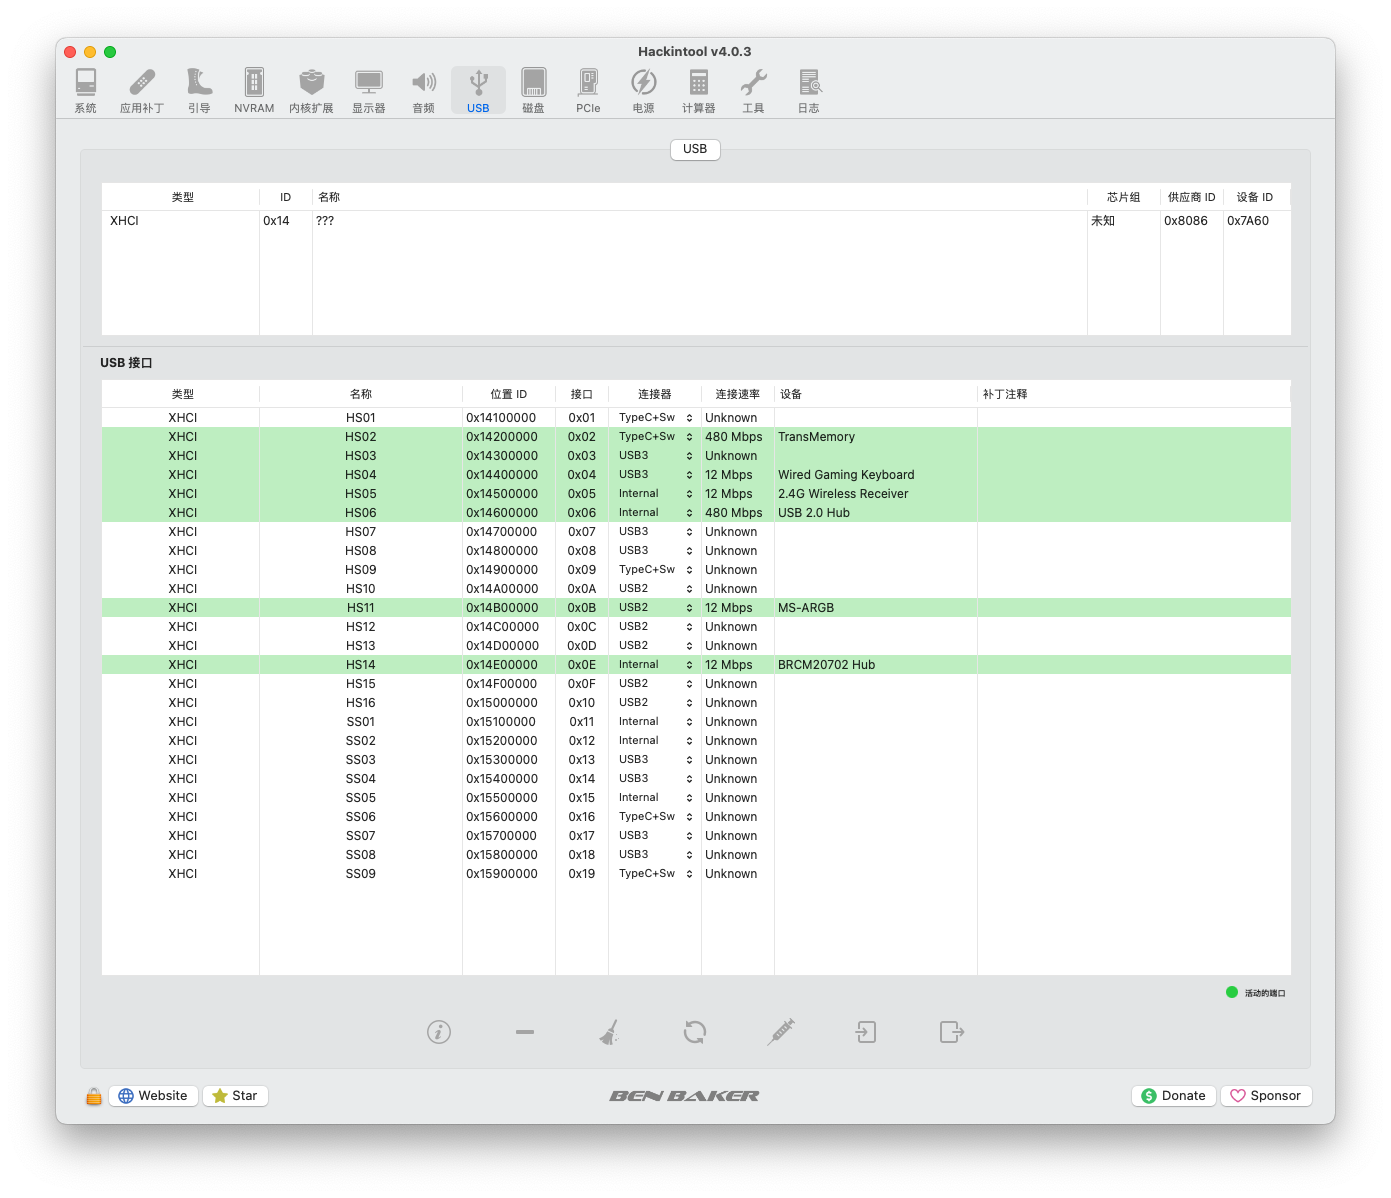 Hackintool v4.0.3
系统 应用补丁 引导 NVRAM 内核扩展 显示器 音频 USB 磁盘 PCIe 电源 计算器 工具 日志
USB
类型 ID 名称 芯片组 供应商 ID 设备 ID
XHCI 0x14 ??? 未知 0x8086 0x7A60
USB 接口
类型 名称 位置 ID 接口 连接器 连接速率 设备 补丁注释
XHCI HS01 0x14100000 0x01 TypeC+Sw Unknown
XHCI HS02 0x14200000 0x02 TypeC+Sw 480 Mbps TransMemory
XHCI HS03 0x14300000 0x03 USB3 Unknown
XHCI HS04 0x14400000 0x04 USB3 12 Mbps Wired Gaming Keyboard
XHCI HS05 0x14500000 0x05 Internal 12 Mbps 2.4G Wireless Receiver
XHCI HS06 0x14600000 0x06 Internal 480 Mbps USB 2.0 Hub
XHCI HS07 0x14700000 0x07 USB3 Unknown
XHCI HS08 0x14800000 0x08 USB3 Unknown
XHCI HS09 0x14900000 0x09 TypeC+Sw Unknown
XHCI HS10 0x14A00000 0x0A USB2 Unknown
XHCI HS11 0x14B00000 0x0B USB2 12 Mbps MS-ARGB
XHCI HS12 0x14C00000 0x0C USB2 Unknown
XHCI HS13 0x14D00000 0x0D USB2 Unknown
XHCI HS14 0x14E00000 0x0E Internal 12 Mbps BRCM20702 Hub
XHCI HS15 0x14F00000 0x0F USB2 Unknown
XHCI HS16 0x15000000 0x10 USB2 Unknown
XHCI SS01 0x15100000 0x11 Internal Unknown
XHCI SS02 0x15200000 0x12 Internal Unknown
XHCI SS03 0x15300000 0x13 USB3 Unknown
XHCI SS04 0x15400000 0x14 USB3 Unknown
XHCI SS05 0x15500000 0x15 Internal Unknown
XHCI SS06 0x15600000 0x16 TypeC+Sw Unknown
XHCI SS07 0x15700000 0x17 USB3 Unknown
XHCI SS08 0x15800000 0x18 USB3 Unknown
XHCI SS09 0x15900000 0x19 TypeC+Sw Unknown
活动的端口
Website Star BEN BAKER Donate Sponsor